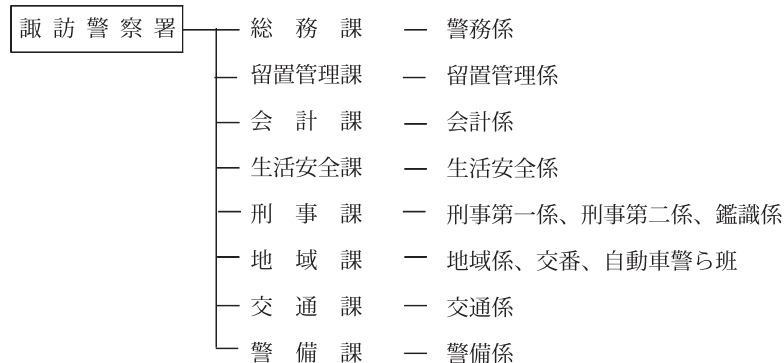 諏訪警察署 総務課 警務係
留置管理課 留置管理係
会計課 会計係
生活安全課 生活安全係
刑事課 刑事第一係、刑事第二係、鑑識係
地域課 地域係、交番、自動車警ら班
交通課 交通係
警備課 警備係